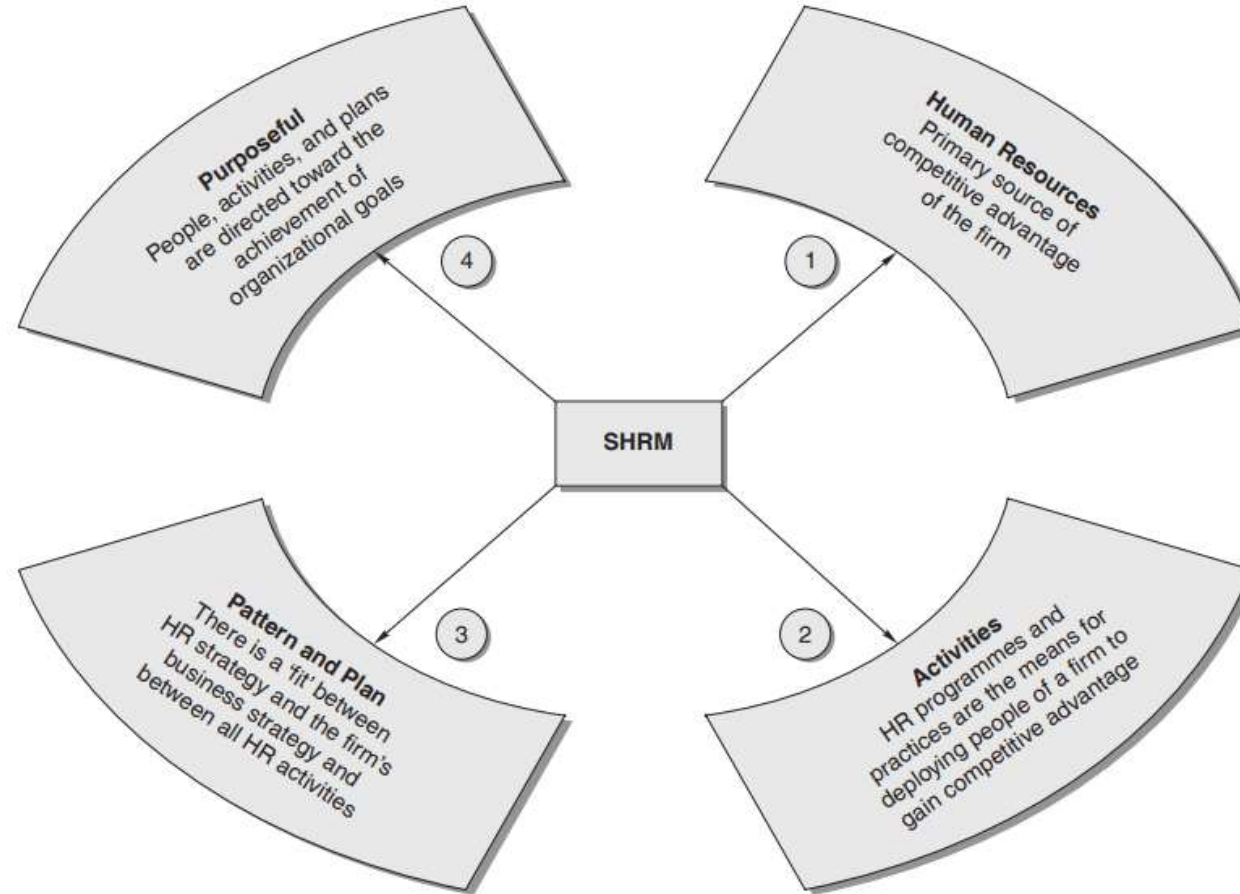 Purposeful
People, activities, and plans
are directed toward the
achievement of
organizational goals
4
Human Resources
Primary source of
competitive advantage
of the firm
1
SHRM
Pattern and Plan
There is a ‘fit’ between
HR strategy and the firm’s
business strategy and
between all HR activities
3
2
Activities
HR programmes and
practices are the means for
deploying people of a firm to
gain competitive advantage